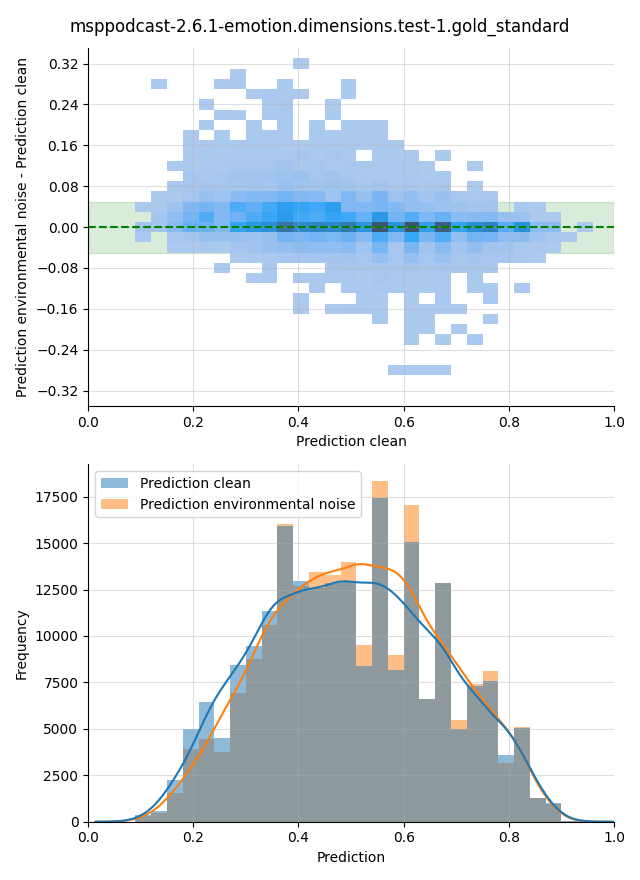 msppodcast-2.6.1-emotion.dimensions.test-1.gold_standard
Prediction environmental noise - Prediction clean
0.32
0.24
0.16
0.08
0.00
−0.08
−0.16
−0.24
−0.32
0.0 0.2 0.4 0.6 0.8 1.0
Prediction clean
Prediction clean
Prediction environmental noise
Frequency
17500
15000
12500
10000
7500
5000
2500
0
0.0 0.2 0.4 0.6 0.8 1.0
Prediction